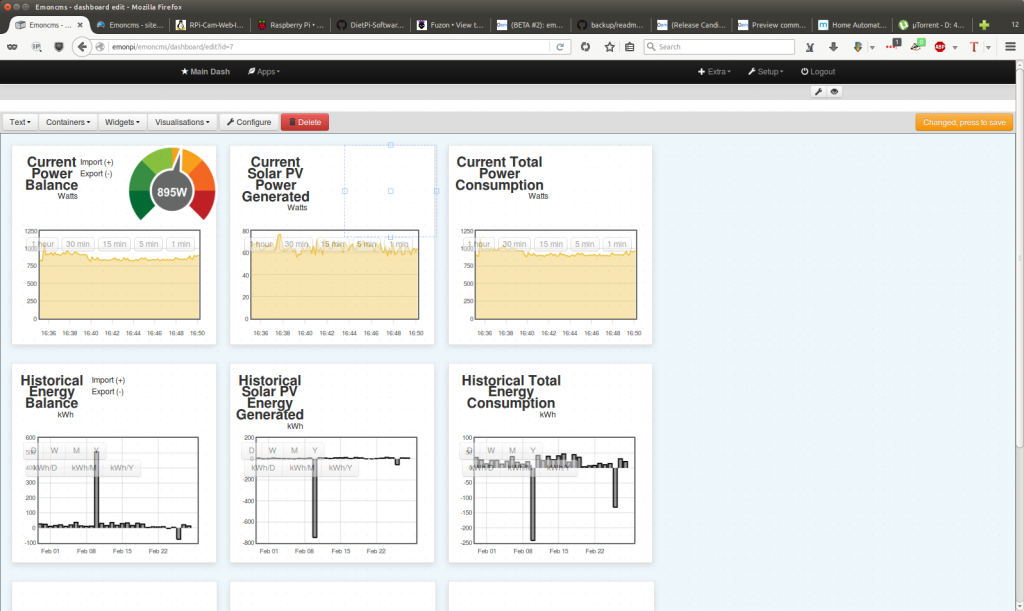 Emoncms - dashboard edit - Mozilla Firefox
Emoncms - ...
Emoncms - site...
RPi-Cam-Web-I...
Raspberry Pi • ...
DietPi-Softwar...
Fuzon • View t...
(BETA #2): em...
backup/readm...
(Release Candi...
Preview comm...
Home Automat...
µTorrent - D: 4...
12
emonpi/emoncms/dashboard/edit?id=7
Search
ABP
1
Main Dash
Apps
Extra
Setup
Logout
Text
Containers
Widgets
Visualisations
Configure
Delete
Changed, press to save
Current
Power
Balance
Watts
Import (+)
Export (-)
895W
1 hour 30 min 15 min 5 min 1 min
1250
1000
750
500
250
0
16:36 16:38 16:40 16:42 16:44 16:46 16:48 16:50
Current
Solar PV
Power
Generated
Watts
1 hour 30 min 15 min 5 min 1 min
80
60
40
20
0
16:36 16:38 16:40 16:42 16:44 16:46 16:48 16:50
Current Total
Power
Consumption
Watts
1 hour 30 min 15 min 5 min 1 min
1250
1000
750
500
250
0
16:36 16:38 16:40 16:42 16:44 16:46 16:48 16:50
Historical
Energy
Balance
kWh
Import (+)
Export (-)
D W M Y
kWh/D kWh/M kWh/Y
600
500
400
300
200
100
0
-100
Feb 01 Feb 08 Feb 15 Feb 22
Historical
Solar PV
Energy
Generated
kWh
D W M Y
kWh/D kWh/M kWh/Y
200
0
-200
-400
-600
-800
Feb 01 Feb 08 Feb 15 Feb 22
Historical Total
Energy
Consumption
kWh
D W M Y
kWh/D kWh/M kWh/Y
100
50
0
-50
-100
-150
-200
-250
Feb 01 Feb 08 Feb 15 Feb 22